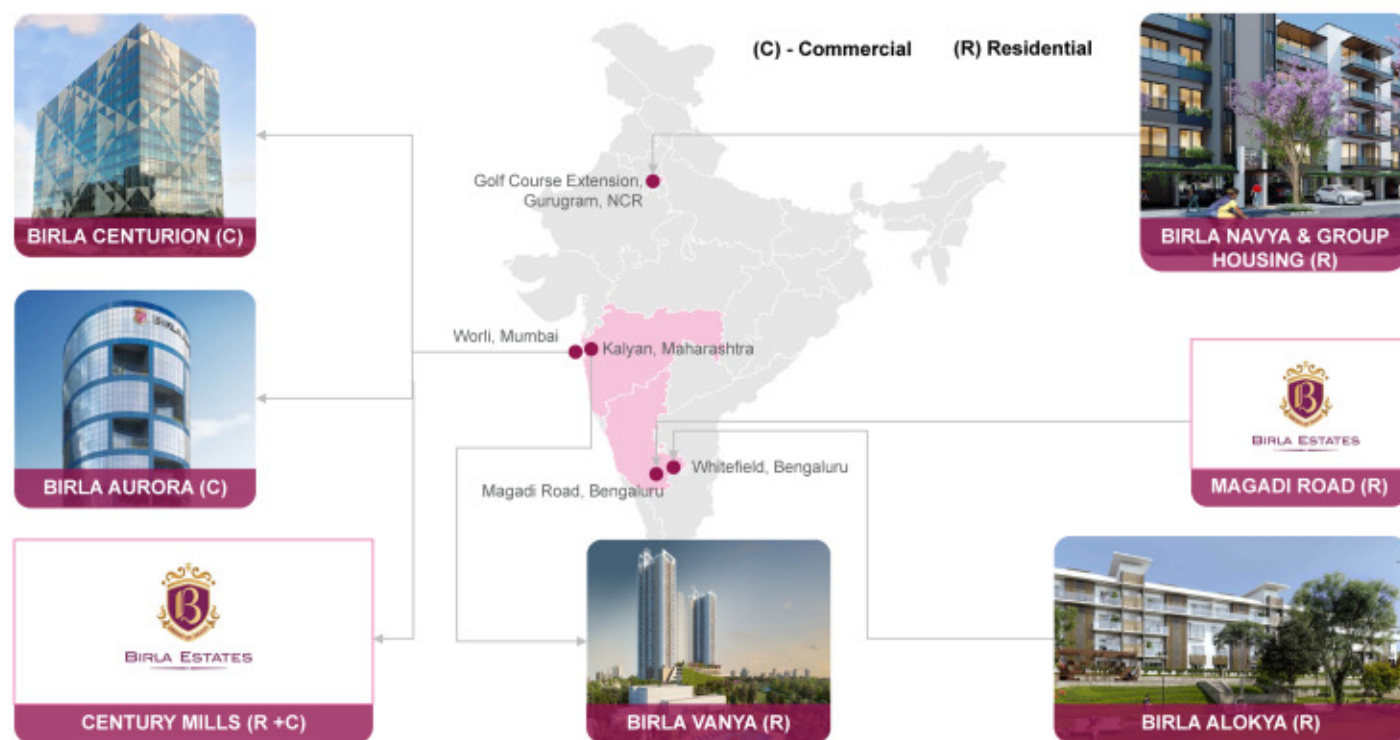 (C) - Commercial (R) Residential
BIRLA CENTURION (C)
Golf Course Extension,
Gurugram, NCR
BIRLA NAVYA & GROUP
HOUSING (R)
Worli, Mumbai
Kalyan, Maharashtra
BIRLA AURORA (C)
BIRLA ESTATES
MAGADI ROAD (R)
Whitefield, Bengaluru
Magadi Road, Bengaluru
BIRLA ESTATES
CENTURY MILLS (R +C)
BIRLA VANYA (R)
BIRLA ALOKYA (R)